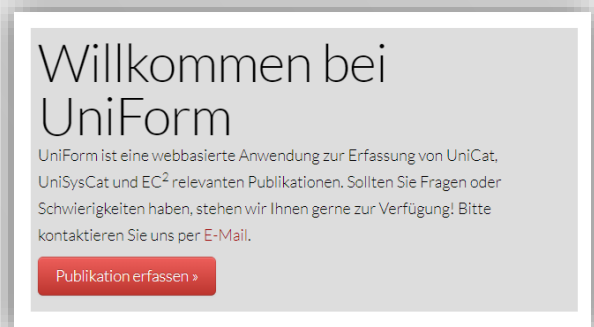 Willkommen bei
UniForm
UniForm ist eine webbasierte Anwendung zur Erfassung von UniCat,
UniSysCat und EC² relevanten Publikationen. Sollten Sie Fragen oder
Schwierigkeiten haben, stehen wir Ihnen gerne zur Verfügung! Bitte
kontaktieren Sie uns per E-Mail.
Publikation erfassen »